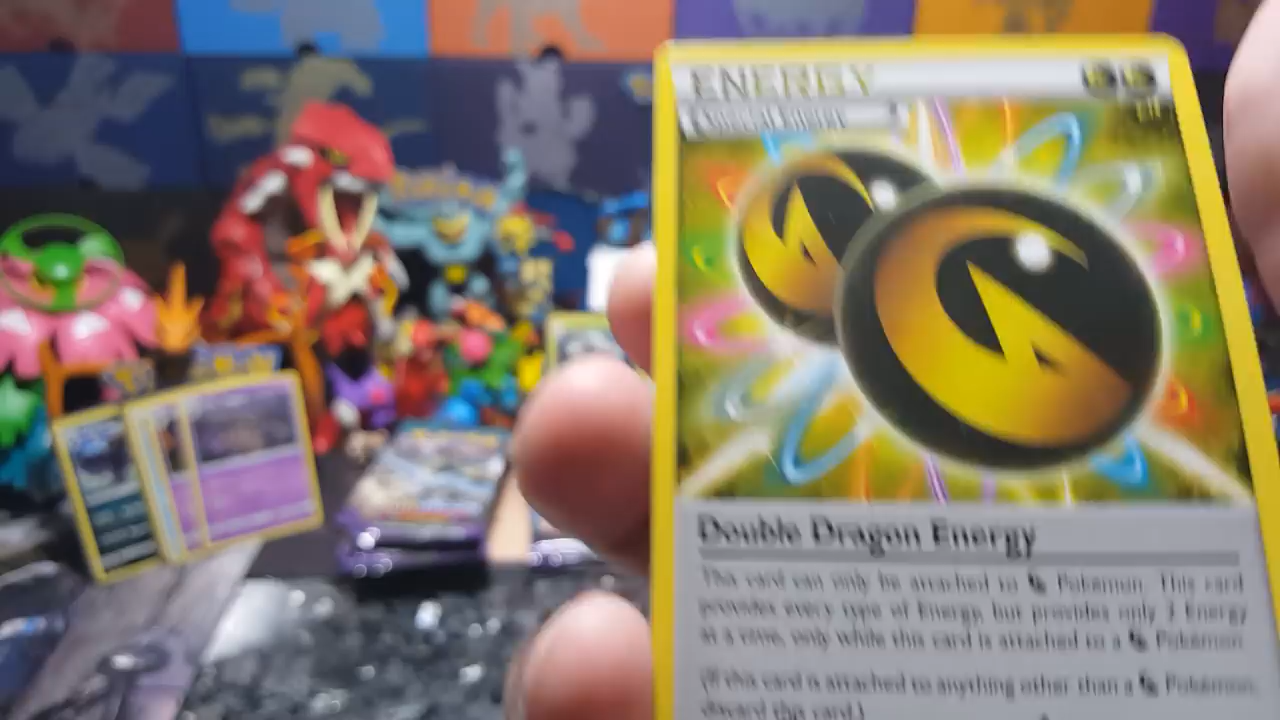 ENERGY
Special Energy
Double Dragon Energy
This card can only be attached to Pokémon. This card
provides every type of Energy, but provides only 2 Energy
at a time, only while this card is attached to a Pokémon.
(If this card is attached to anything other than a Pokémon,
discard this card.)